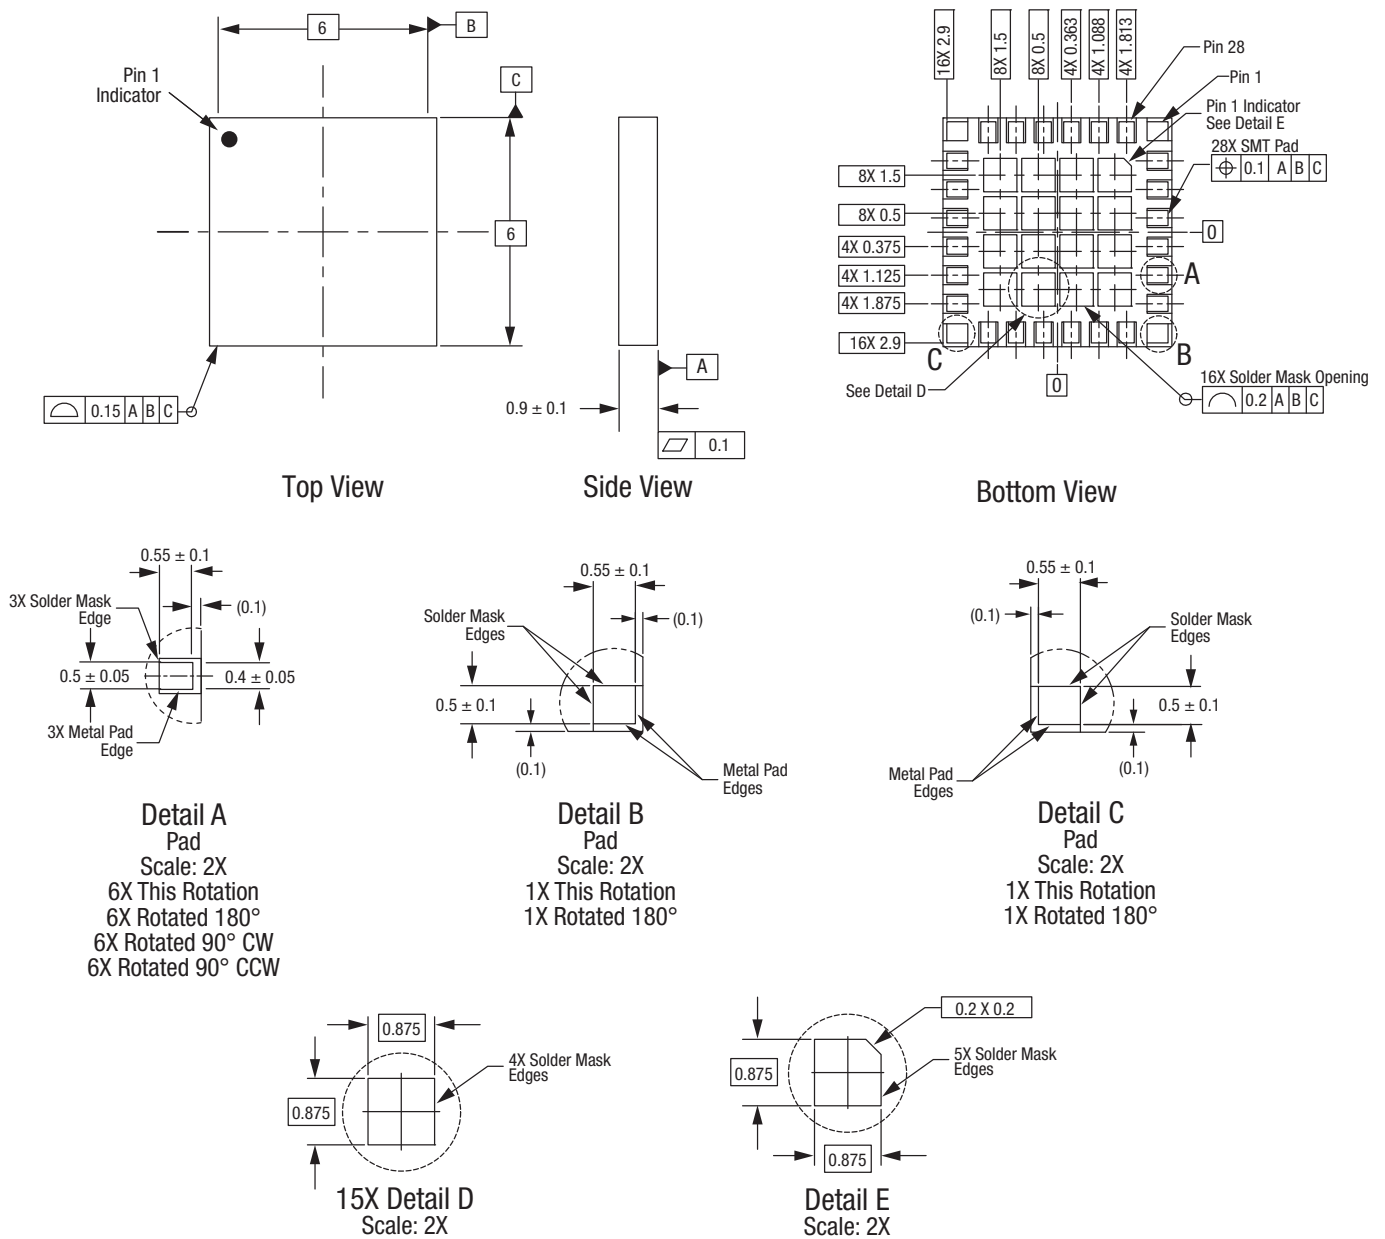 6
B
C
Pin 1
Indicator
6
0.15 A B C
Top View
A
0.9 ± 0.1
0.1
Side View
16X 2.9
8X 1.5
8X 0.5
4X 0.363
4X 1.088
4X 1.813
Pin 28
Pin 1
Pin 1 Indicator
See Detail E
28X SMT Pad
0.1 A B C
8X 1.5
8X 0.5
4X 0.375
4X 1.125
4X 1.875
16X 2.9
0
A
C
B
0
See Detail D
16X Solder Mask Opening
0.2 A B C
Bottom View
0.55 ± 0.1
3X Solder Mask
Edge
(0.1)
0.5 ± 0.05
0.4 ± 0.05
3X Metal Pad
Edge
Detail A
Pad
Scale: 2X
6X This Rotation
6X Rotated 180°
6X Rotated 90° CW
6X Rotated 90° CCW
0.55 ± 0.1
Solder Mask
Edges
(0.1)
0.5 ± 0.1
(0.1)
Metal Pad
Edges
Detail B
Pad
Scale: 2X
1X This Rotation
1X Rotated 180°
0.55 ± 0.1
(0.1)
Solder Mask
Edges
0.5 ± 0.1
(0.1)
Metal Pad
Edges
Detail C
Pad
Scale: 2X
1X This Rotation
1X Rotated 180°
0.875
4X Solder Mask
Edges
0.875
15X Detail D
Scale: 2X
0.2 X 0.2
5X Solder Mask
Edges
0.875
0.875
Detail E
Scale: 2X